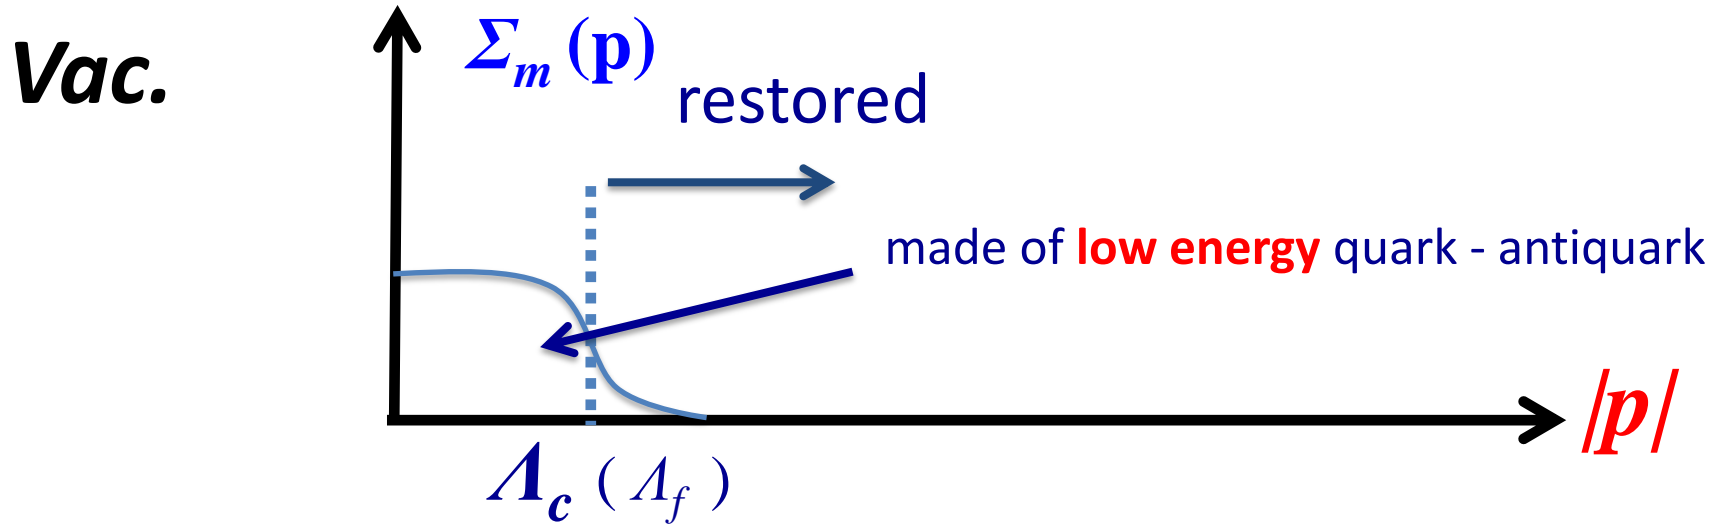 Vac.
Σm (p)
restored
made of low energy quark - antiquark
|p|
Λc ( Λf )